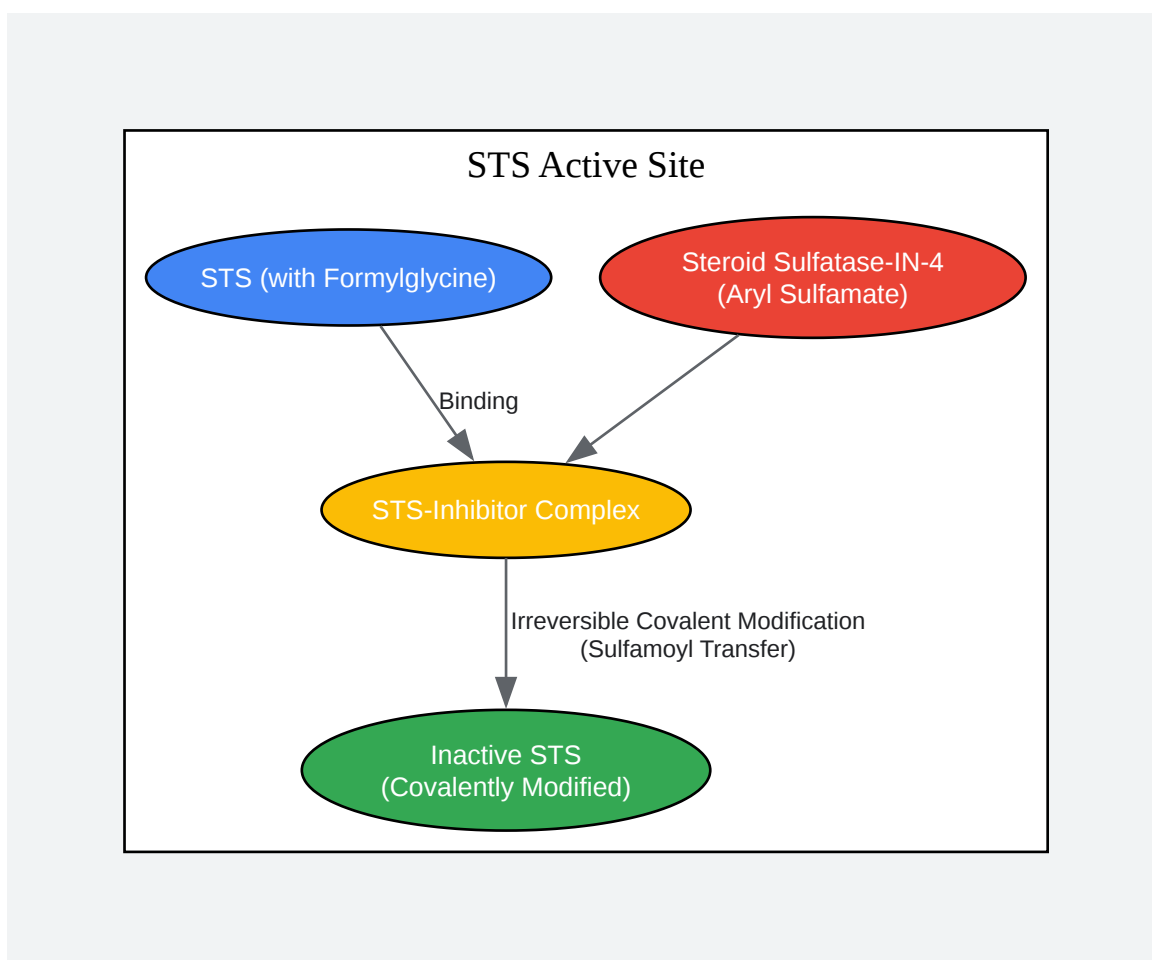 STS Active Site
STS (with Formylglycine)
Steroid Sulfatase-IN-4
(Aryl Sulfamate)
Binding
STS-Inhibitor Complex
Irreversible Covalent Modification
(Sulfamoyl Transfer)
Inactive STS
(Covalently Modified)